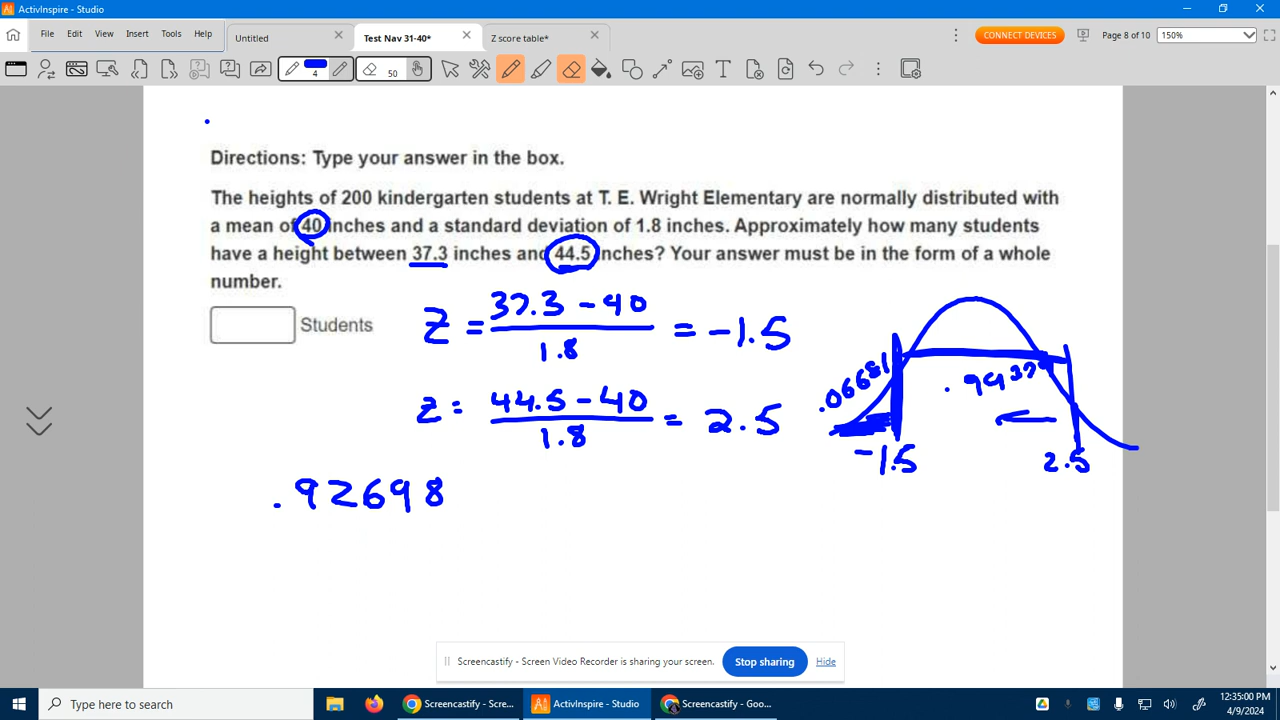 ActivInspire - Studio
File Edit View Insert Tools Help
Untitled
Test Nav 31-40*
Z score table*
CONNECT DEVICES
Page 8 of 10
150%
4
50
Directions: Type your answer in the box.
The heights of 200 kindergarten students at T. E. Wright Elementary are normally distributed with
a mean of 40 inches and a standard deviation of 1.8 inches. Approximately how many students
have a height between 37.3 inches and 44.5 inches? Your answer must be in the form of a whole
number.
Students
Z = 37.3 - 40
1.8
= -1.5
Z = 44.5 - 40
1.8
= 2.5
.06681
.99379
-1.5
2.5
.92698
Screencastify - Screen Video Recorder is sharing your screen.
Stop sharing
Hide
Type here to search
Screencastify - Scre...
ActivInspire - Studio
Screencastify - Goo...
12:35:00 PM
4/9/2024